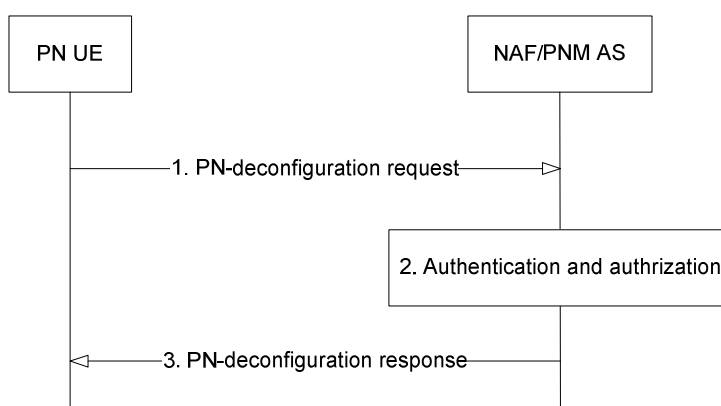 PN UE
NAF/PNM AS
1. PN-deconfiguration request
2. Authentication and authrization
3. PN-deconfiguration response